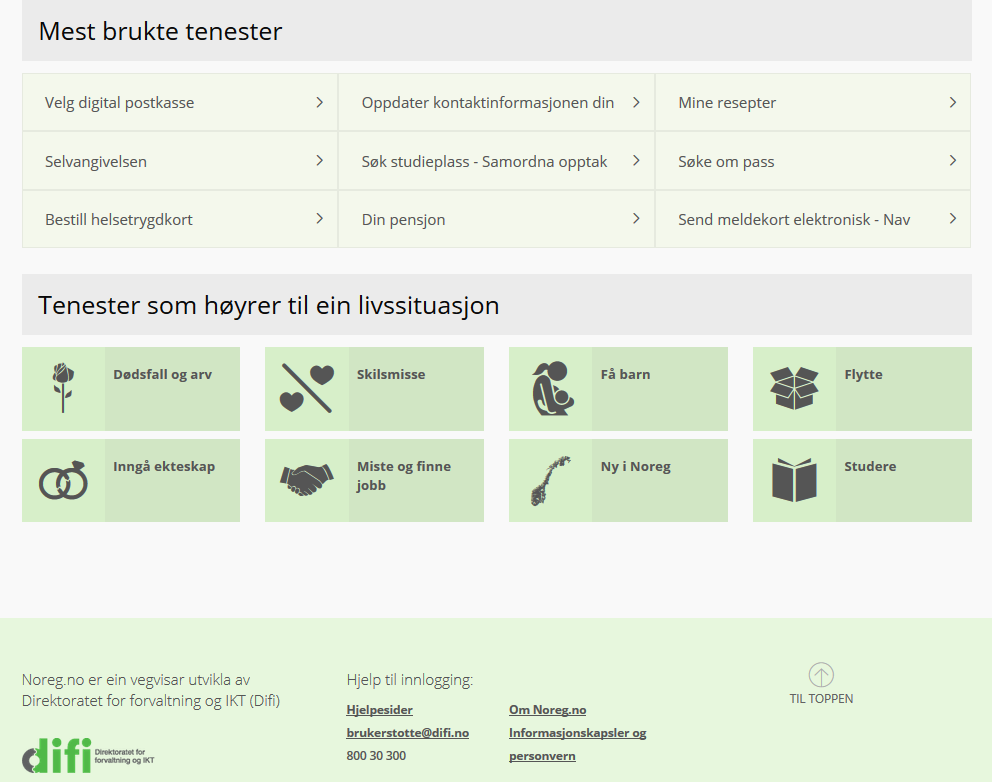 Mest brukte tenester
Velg digital postkasse
Oppdater kontaktinformasjonen din
Mine resepter
Selvangivelsen
Søk studieplass - Samordna opptak
Søke om pass
Bestill helsetrygdkort
Din pensjon
Send meldekort elektronisk - Nav
Tenester som høyrer til ein livssituasjon
Dødsfall og arv
Skilsmisse
Få barn
Flytte
Inngå ekteskap
Miste og finne
jobb
Ny i Noreg
Studere
Noreg.no er ein vegvisar utvikla av
Direktoratet for forvaltning og IKT (Difi)
difi
Direktoratet for
forvaltning og IKT
Hjelp til innlogging:
Hjelpesider
brukerstotte@difi.no
800 30 300
Om Noreg.no
Informasjonskapsler og
personvern
TIL TOPPEN